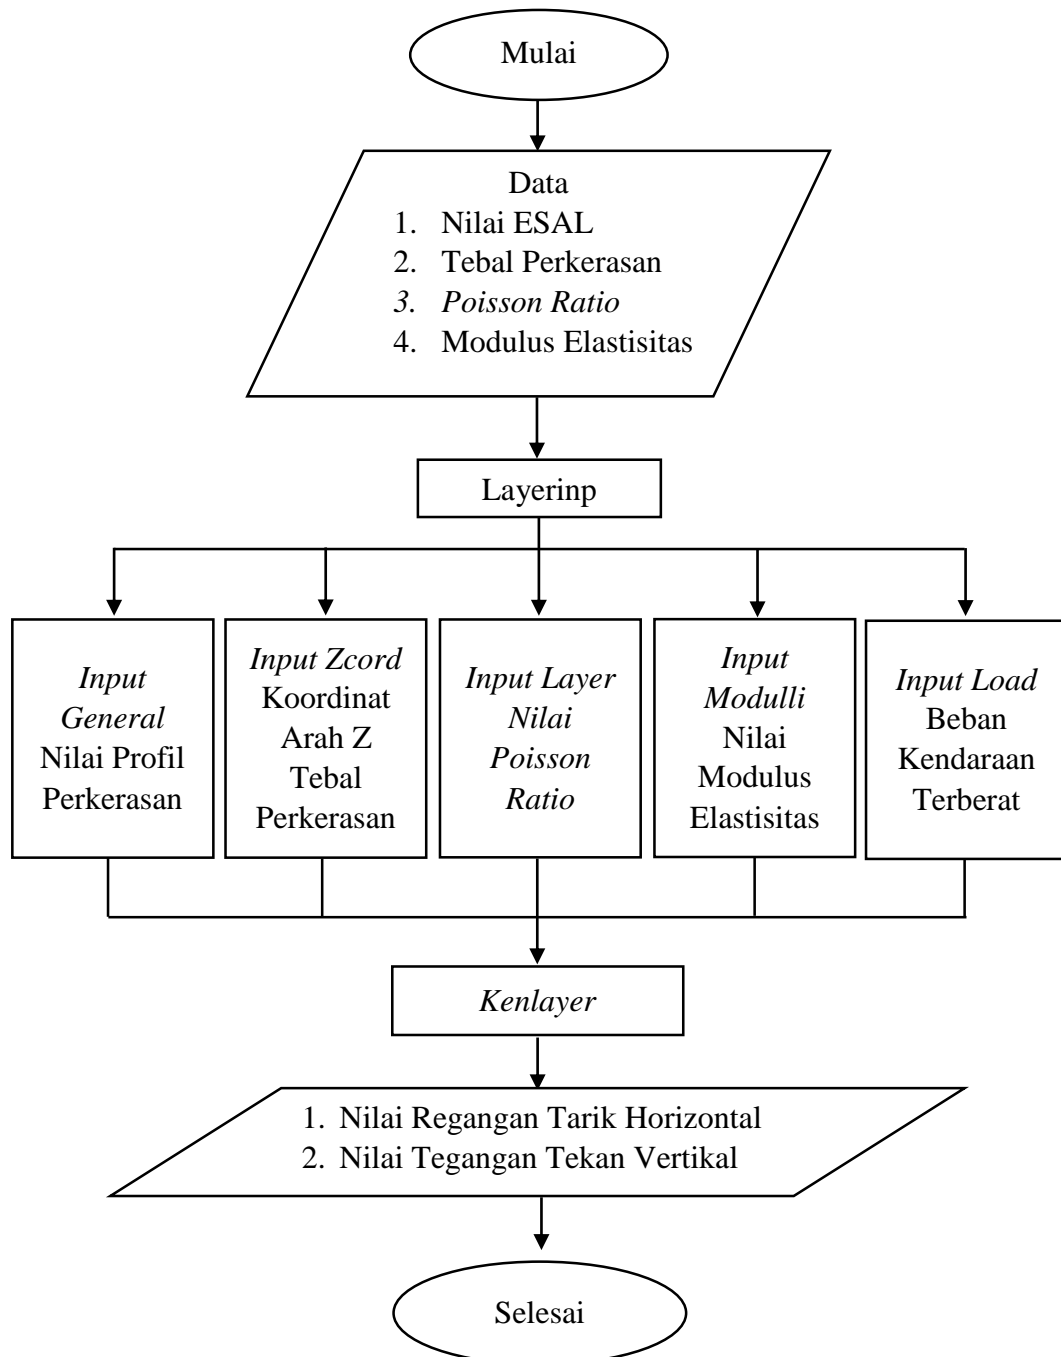 Mulai
Data
1. Nilai ESAL
2. Tebal Perkerasan
3. Poisson Ratio
4. Modulus Elastisitas
Layerinp
Input
General
Nilai Profil
Perkerasan
Input Zcord
Koordinat
Arah Z
Tebal
Perkerasan
Input Layer
Nilai
Poisson
Ratio
Input
Modulli
Nilai
Modulus
Elastisitas
Input Load
Beban
Kendaraan
Terberat
Kenlayer
1. Nilai Regangan Tarik Horizontal
2. Nilai Tegangan Tekan Vertikal
Selesai